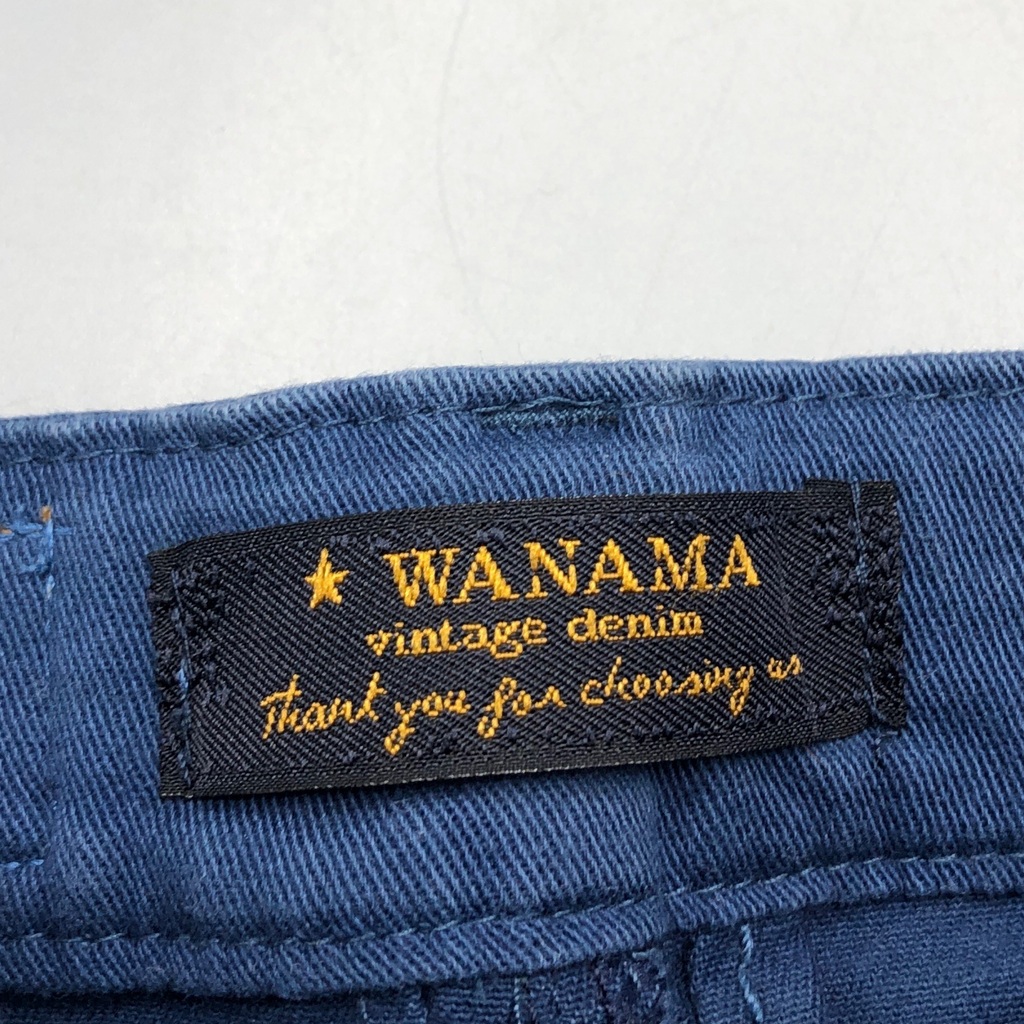 ★ WANAMA
vintage denim
Thank you for choosing us